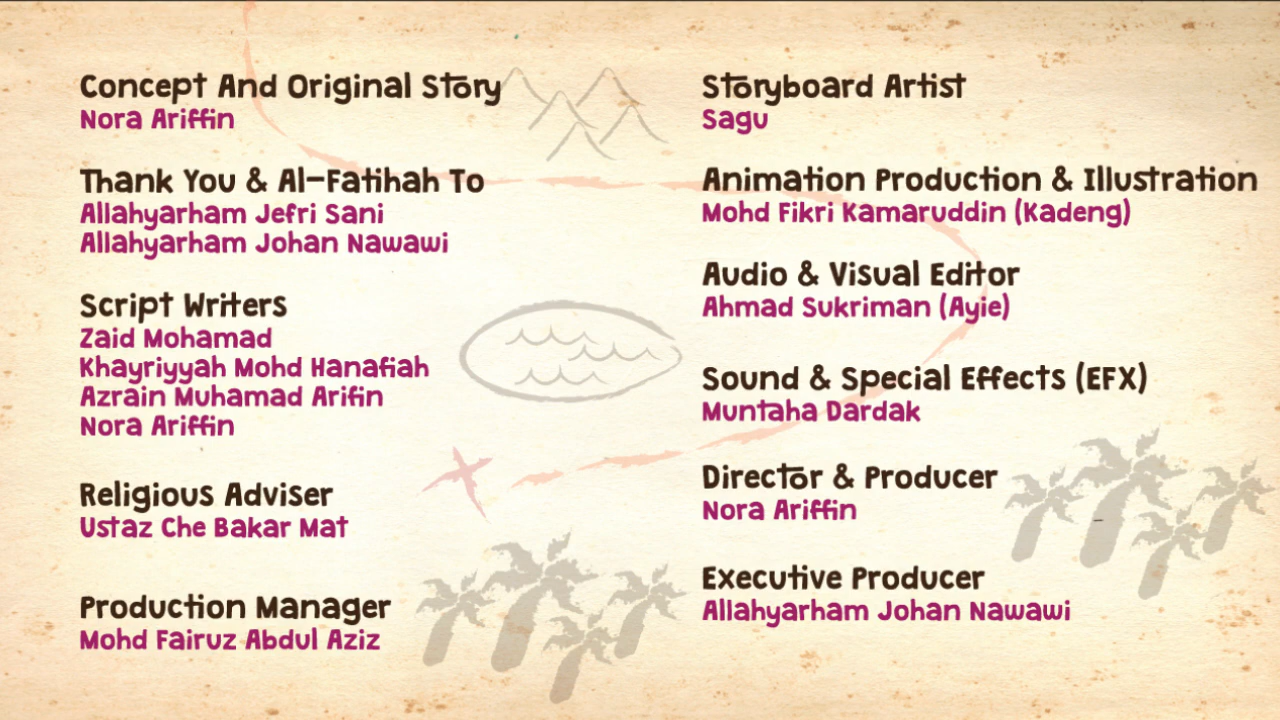 Concept And Original Story
Nora Ariffin
Thank You & Al-Fatihah To
Allahyarham Jefri Sani
Allahyarham Johan Nawawi
Script Writers
Zaid Mohamad
Khayriyyah Mohd Hanafiah
Azrain Muhamad Arifin
Nora Ariffin
Religious Adviser
Ustaz Che Bakar Mat
Production Manager
Mohd Fairuz Abdul Aziz
Storyboard Artist
Sagu
Animation Production & Illustration
Mohd Fikri Kamaruddin (Kadeng)
Audio & Visual Editor
Ahmad Sukriman (Ayie)
Sound & Special Effects (EFX)
Muntaha Dardak
Director & Producer
Nora Ariffin
Executive Producer
Allahyarham Johan Nawawi